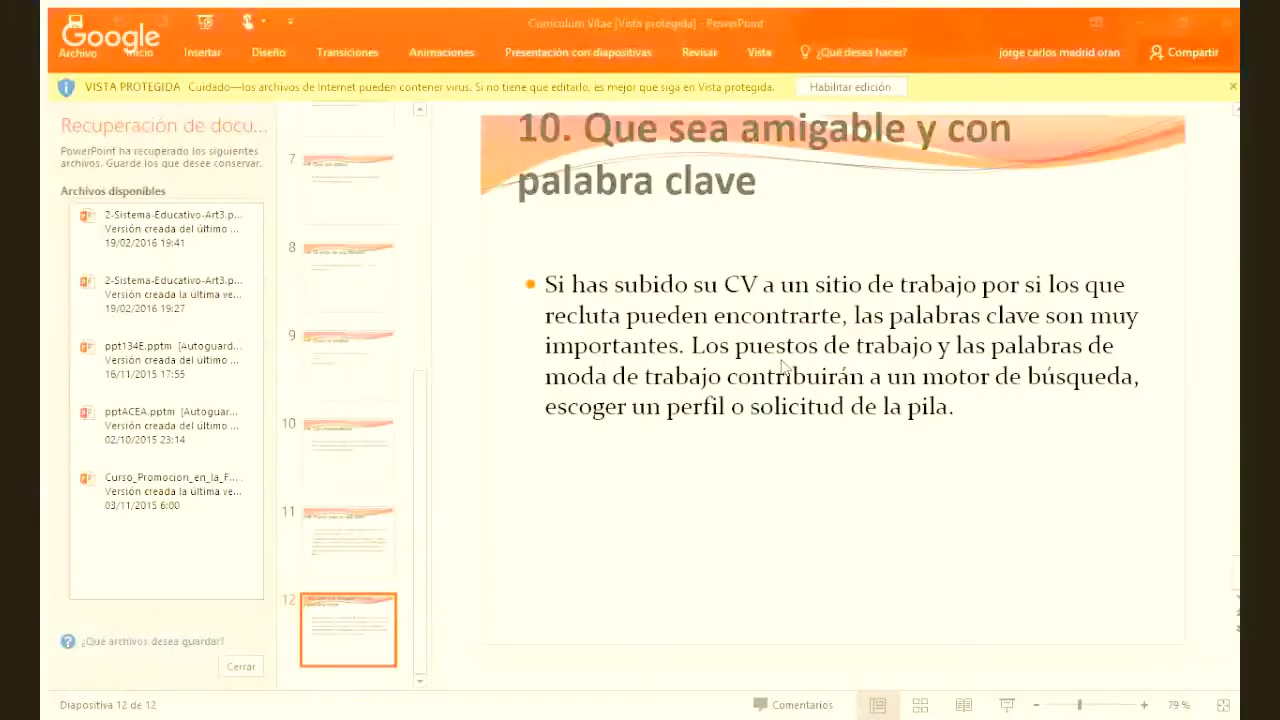 Curriculum Vitae [Vista protegida] - PowerPoint
Google
Archivo Inicio Insertar Diseño Transiciones Animaciones Presentación con diapositivas Revisar Vista ¿Qué desea hacer? jorge carlos madrid oran Compartir
VISTA PROTEGIDA Cuidado—los archivos de Internet pueden contener virus. Si no tiene que editarlo, es mejor que siga en Vista protegida. Habilitar edición
Recuperación de docu...
PowerPoint ha recuperado los siguientes
archivos. Guarde los que desee conservar.
Archivos disponibles
2-Sistema-Educativo-Art3.p...
Versión creada del último ...
19/02/2016 19:41
2-Sistema-Educativo-Art3.p...
Versión creada la última ve...
19/02/2016 19:27
ppt134E.pptm [Autoguard...
Versión creada del último ...
16/11/2015 17:55
pptACEA.pptm [Autoguar...
Versión creada del último ...
02/10/2015 23:14
Curso_Promocion_en_la_F...
Versión creada la última ve...
03/11/2015 6:00
¿Qué archivos desea guardar?
Cerrar
7
8
9
10
11
12
10. Que sea amigable y con
palabra clave
Si has subido su CV a un sitio de trabajo por si los que
recluta pueden encontrarte, las palabras clave son muy
importantes. Los puestos de trabajo y las palabras de
moda de trabajo contribuirán a un motor de búsqueda,
escoger un perfil o solicitud de la pila.
Diapositiva 12 de 12
Comentarios
79 %